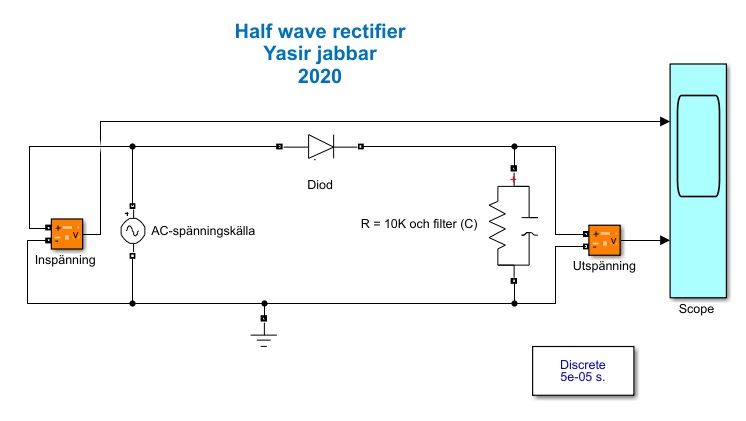 Half wave rectifier
Yasir jabbar
2020
Diod
+
-
v
Inspänning
+
AC-spänningskälla
R = 10K och filter (C)
+
+
-
v
Utspänning
Scope
Discrete
5e-05 s.